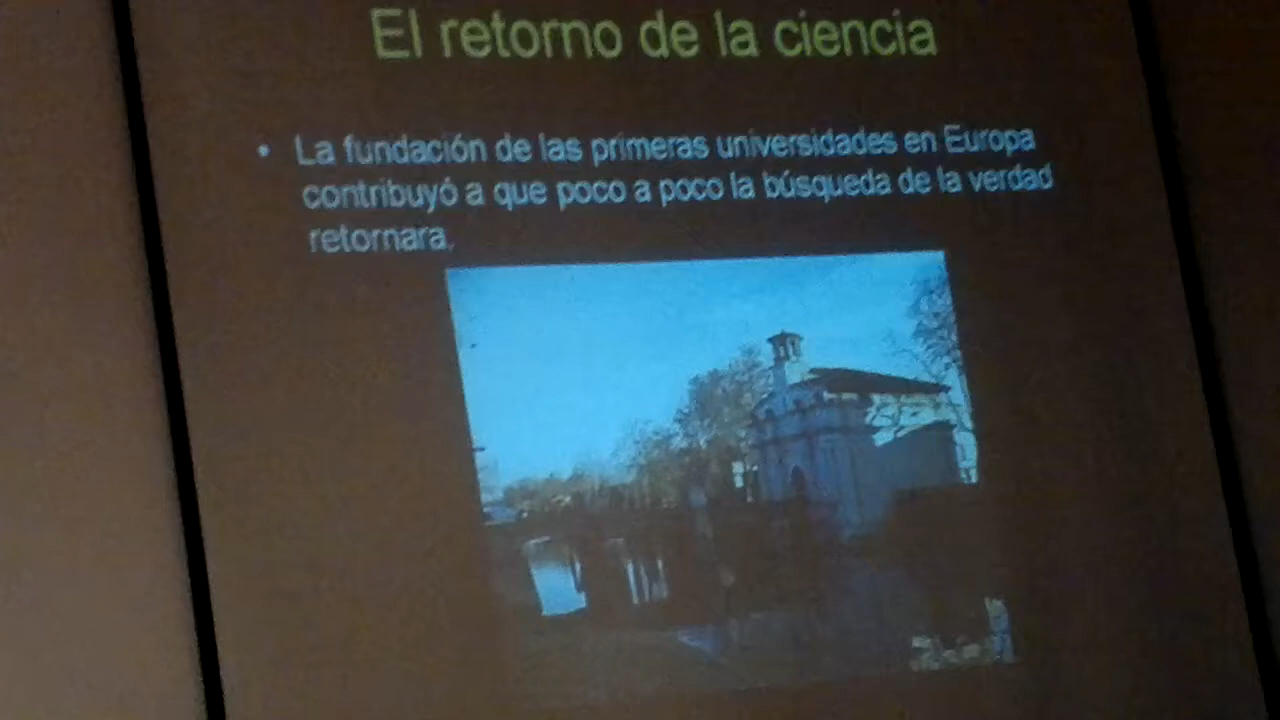 El retorno de la ciencia
• La fundación de las primeras universidades en Europa
contribuyó a que poco a poco la búsqueda de la verdad
retornara.